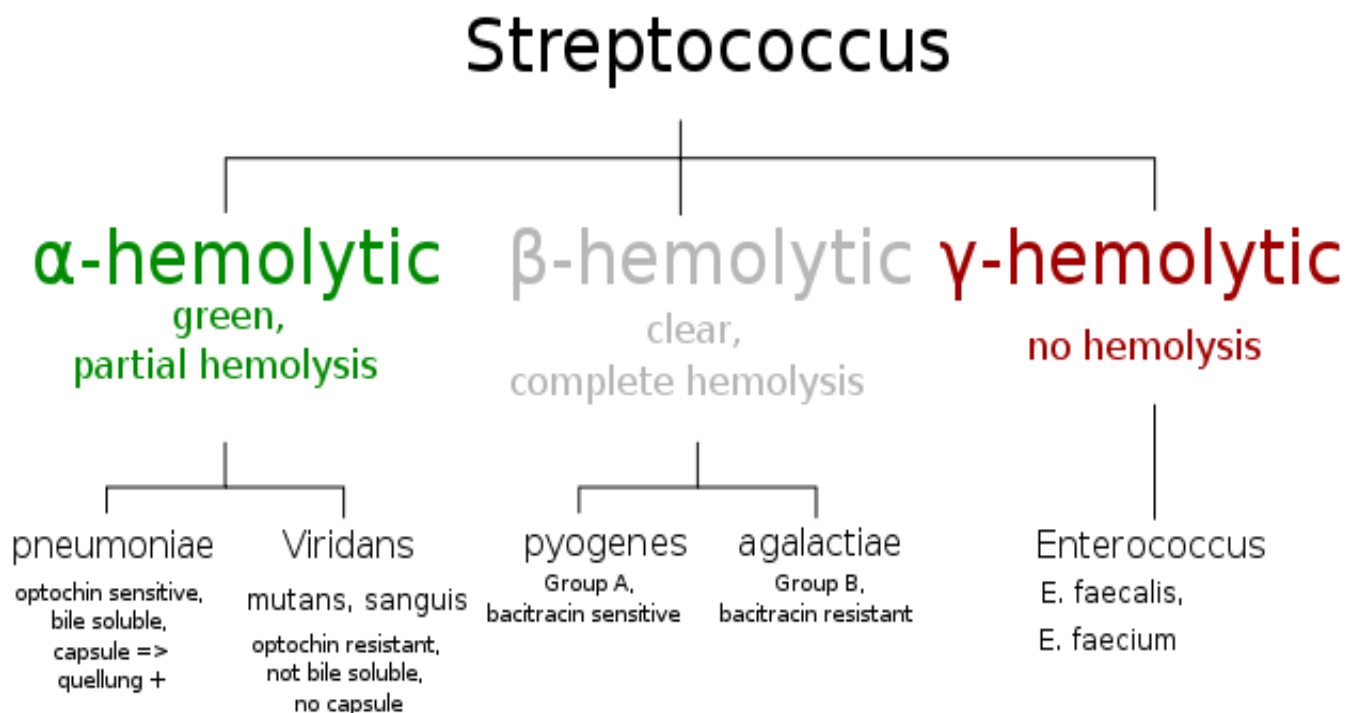 Streptococcus
α-hemolytic
green,
partial hemolysis
β-hemolytic
clear,
complete hemolysis
γ-hemolytic
no hemolysis
pneumoniae
optochin sensitive,
bile soluble,
capsule =>
quellung +
Viridans
mutans, sanguis
optochin resistant,
not bile soluble,
no capsule
pyogenes
Group A,
bacitracin sensitive
agalactiae
Group B,
bacitracin resistant
Enterococcus
E. faecalis,
E. faecium